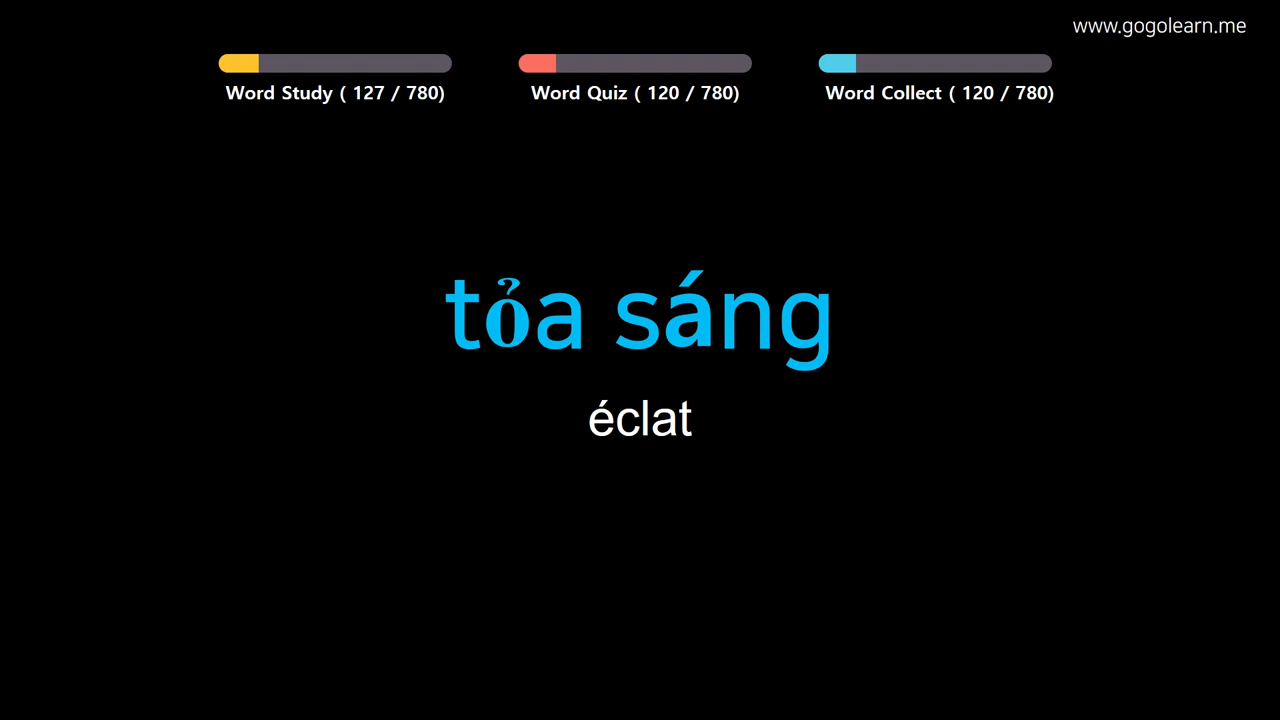 www.gogolearn.me
Word Study ( 127 / 780)
Word Quiz ( 120 / 780)
Word Collect ( 120 / 780)
tỏa sáng
éclat